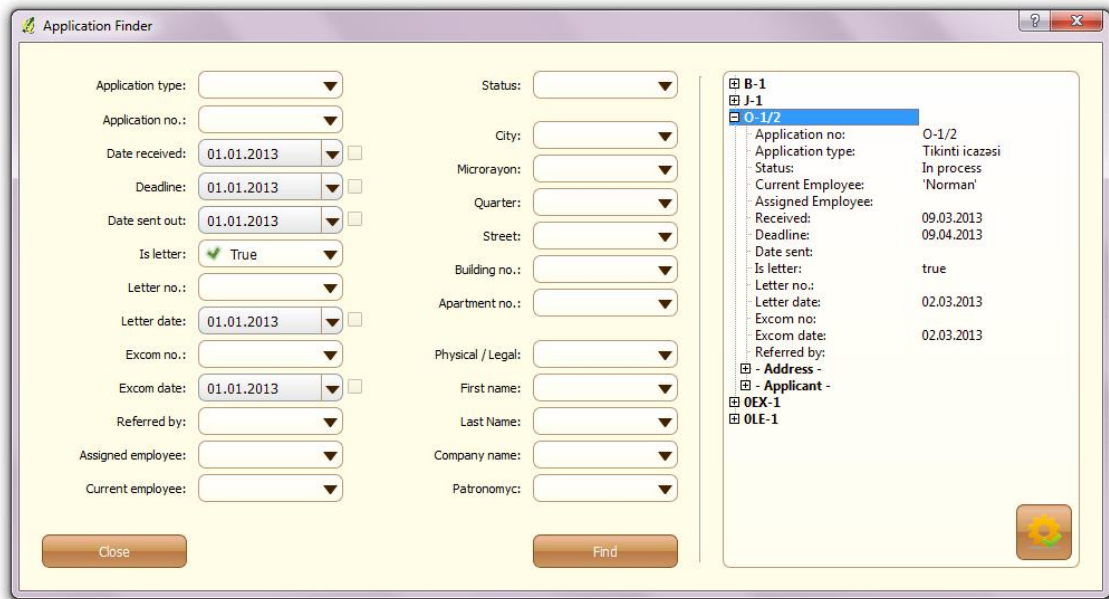 Application Finder
Application type:
Application no.:
Date received: 01.01.2013
Deadline: 01.01.2013
Date sent out: 01.01.2013
Is letter: True
Letter no.:
Letter date: 01.01.2013
Excom no.:
Excom date: 01.01.2013
Referred by:
Assigned employee:
Current employee:
Close
Status:
City:
Microrayon:
Quarter:
Street:
Building no.:
Apartment no.:
Physical / Legal:
First name:
Last Name:
Company name:
Patronomyc:
Find
B-1
J-1
O-1/2
Application no: O-1/2
Application type: Tikinti icazəsi
Status: In process
Current Employee: 'Norman'
Assigned Employee:
Received: 09.03.2013
Deadline: 09.04.2013
Date sent:
Is letter: true
Letter no.:
Letter date: 02.03.2013
Excom no:
Excom date: 02.03.2013
Referred by:
- Address -
- Applicant -
0EX-1
0LE-1